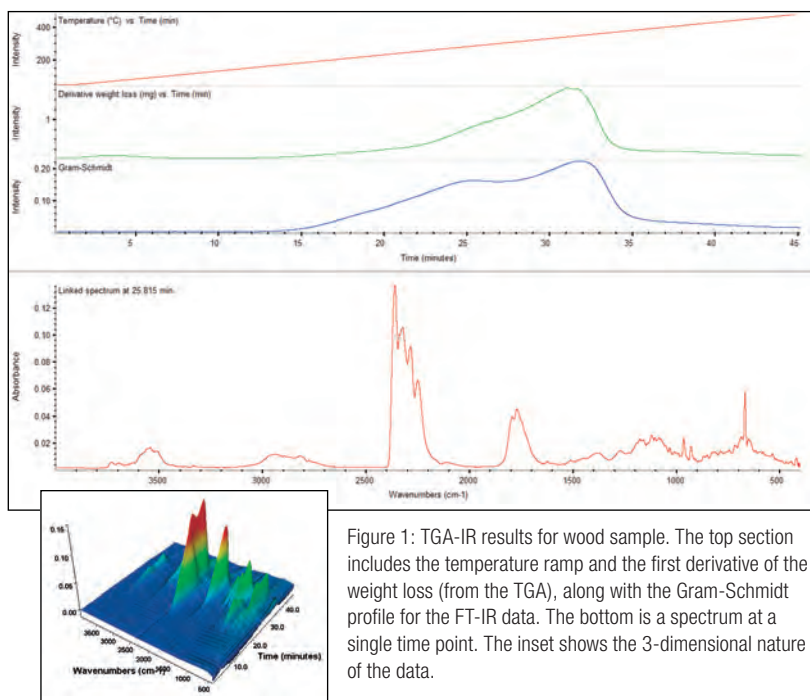 Temperature (°C) vs Time (min)
400
200
Intensity
Derivative weight loss (mg) vs Time (min)
1
Intensity
Gram-Schmidt
0.20
0.10
Intensity
5 10 15 20 25 30 35 40 45
Time (minutes)
Linked spectrum at 25.815 min.
0.12
0.10
0.08
0.06
0.04
0.02
Absorbance
3500 3000 2500 2000 1500 1000 500
Wavenumbers (cm-1)
0.15
0.10
0.05
0.00
3500
3000
2500
2000
1000
500
Wavenumbers (cm-1)
10.0
20.0
30.0
40.0
Time (minutes)
Figure 1: TGA-IR results for wood sample. The top section
includes the temperature ramp and the first derivative of the
weight loss (from the TGA), along with the Gram-Schmidt
profile for the FT-IR data. The bottom is a spectrum at a
single time point. The inset shows the 3-dimensional nature
of the data.